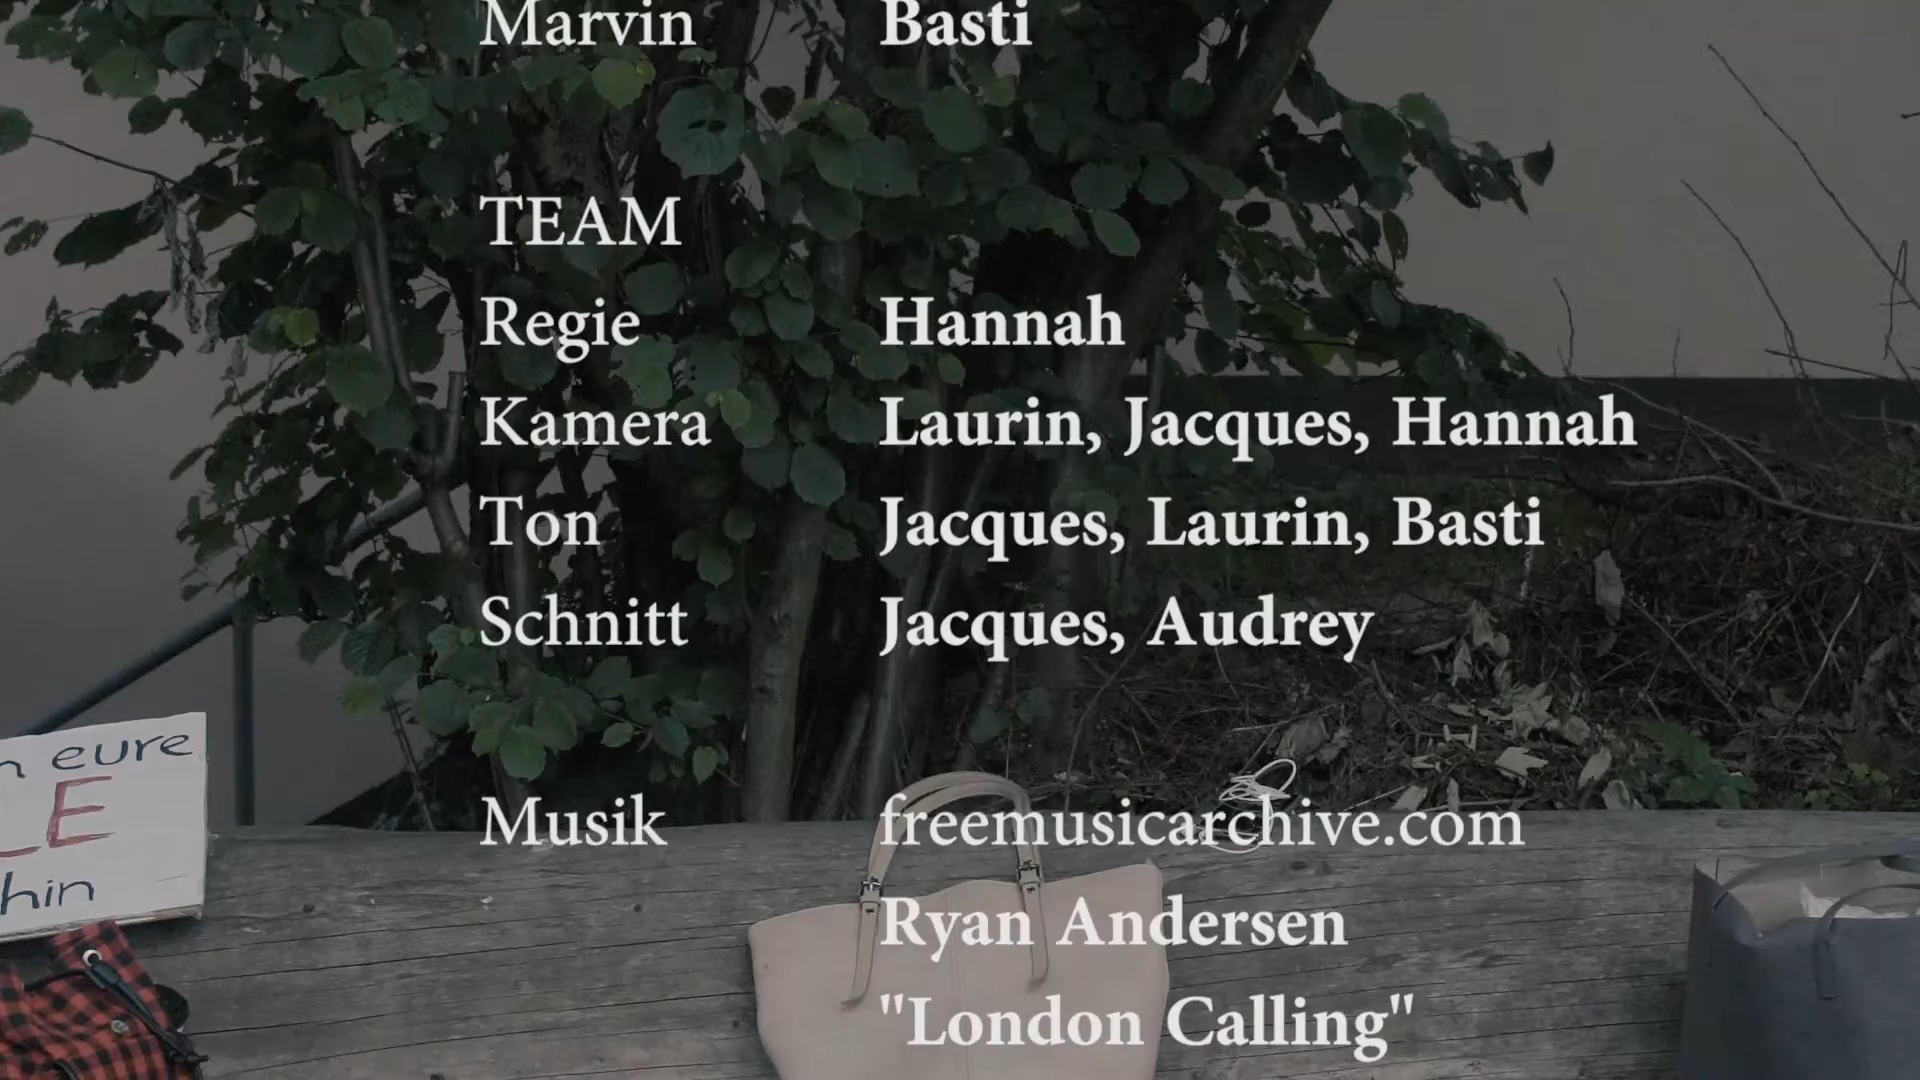 Marvin Basti
TEAM
Regie Hannah
Kamera Laurin, Jacques, Hannah
Ton Jacques, Laurin, Basti
Schnitt Jacques, Audrey
n eure
LE
hin
Musik freemusicarchive.com
Ryan Andersen
"London Calling"